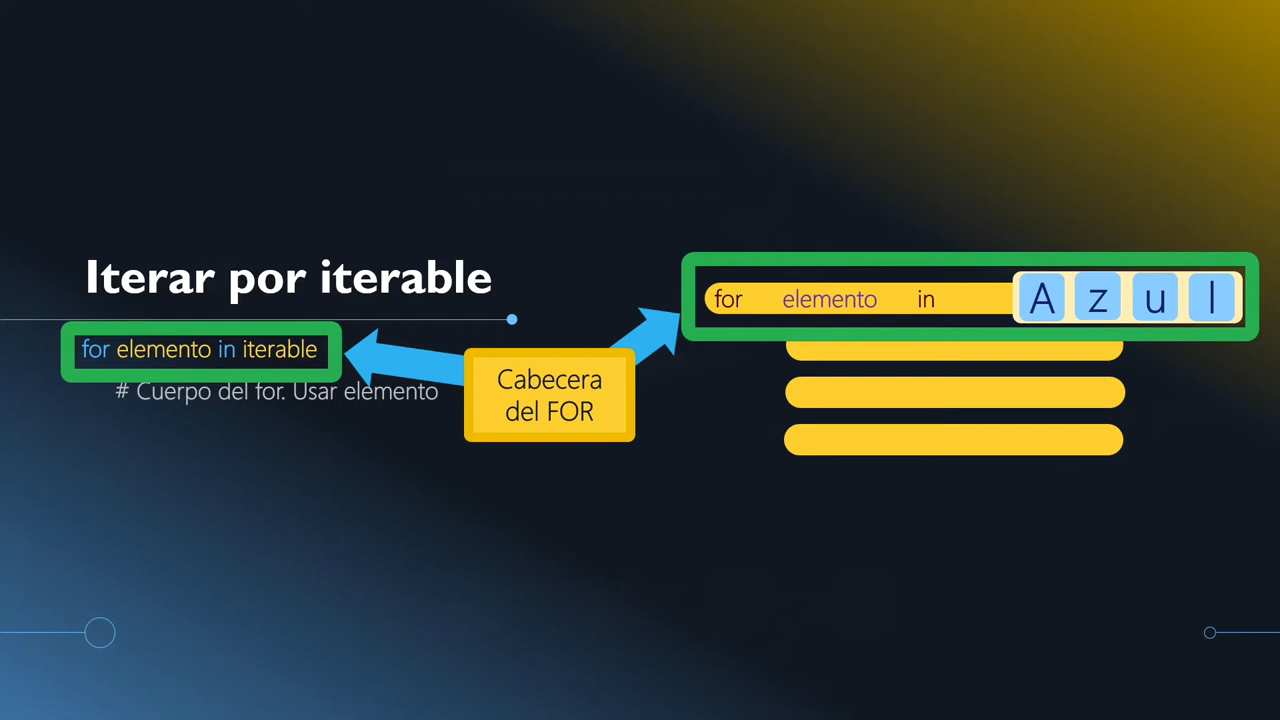 Iterar por iterable
for elemento in iterable
# Cuerpo del for. Usar elemento
Cabecera
del FOR
for elemento in A z u l